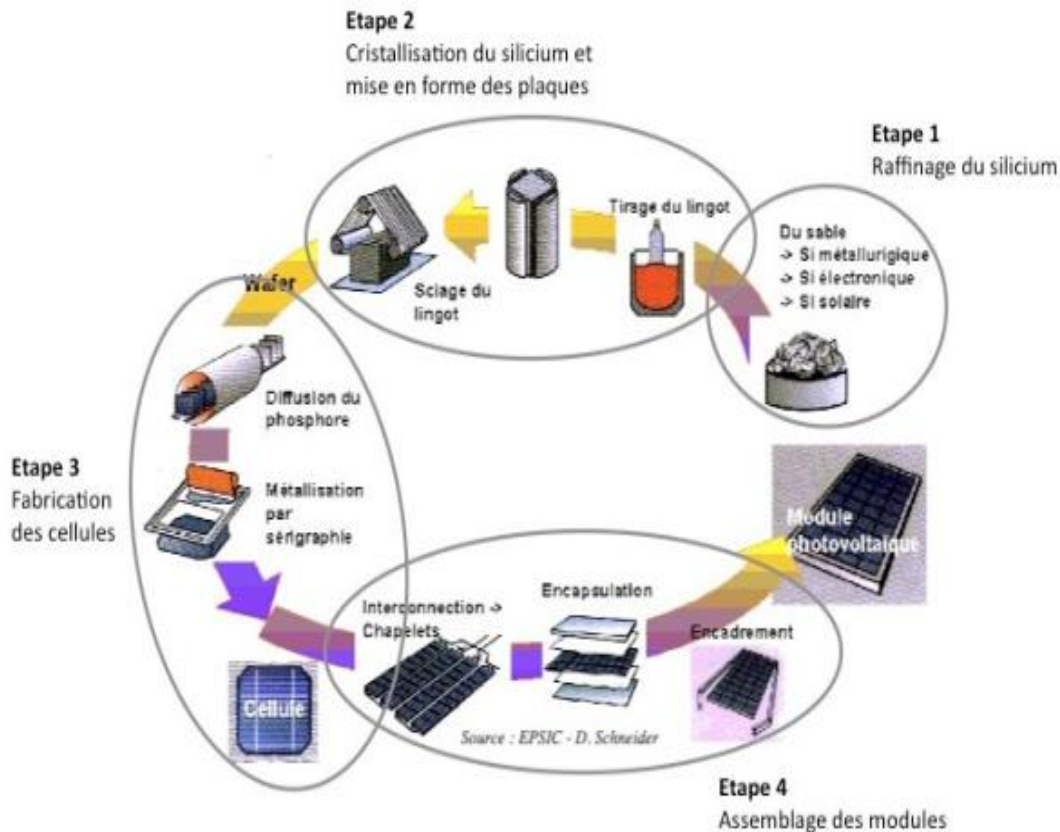 Etape 2
Cristallisation du silicium et
mise en forme des plaques
Etape 1
Raffinage du silicium
Tirage du lingot
Du sable
-> Si métallurigique
-> Si électronique
-> Si solaire
Sciage du
lingot
Wafer
Diffusion du
phosphore
Etape 3
Fabrication
des cellules
Métallisation
par
sérigraphie
Module
photovoltaïque
Interconnection ->
Chapelets
Encapsulation
Encadrement
Cellule
Source : EPSIC - D. Schneider
Etape 4
Assemblage des modules